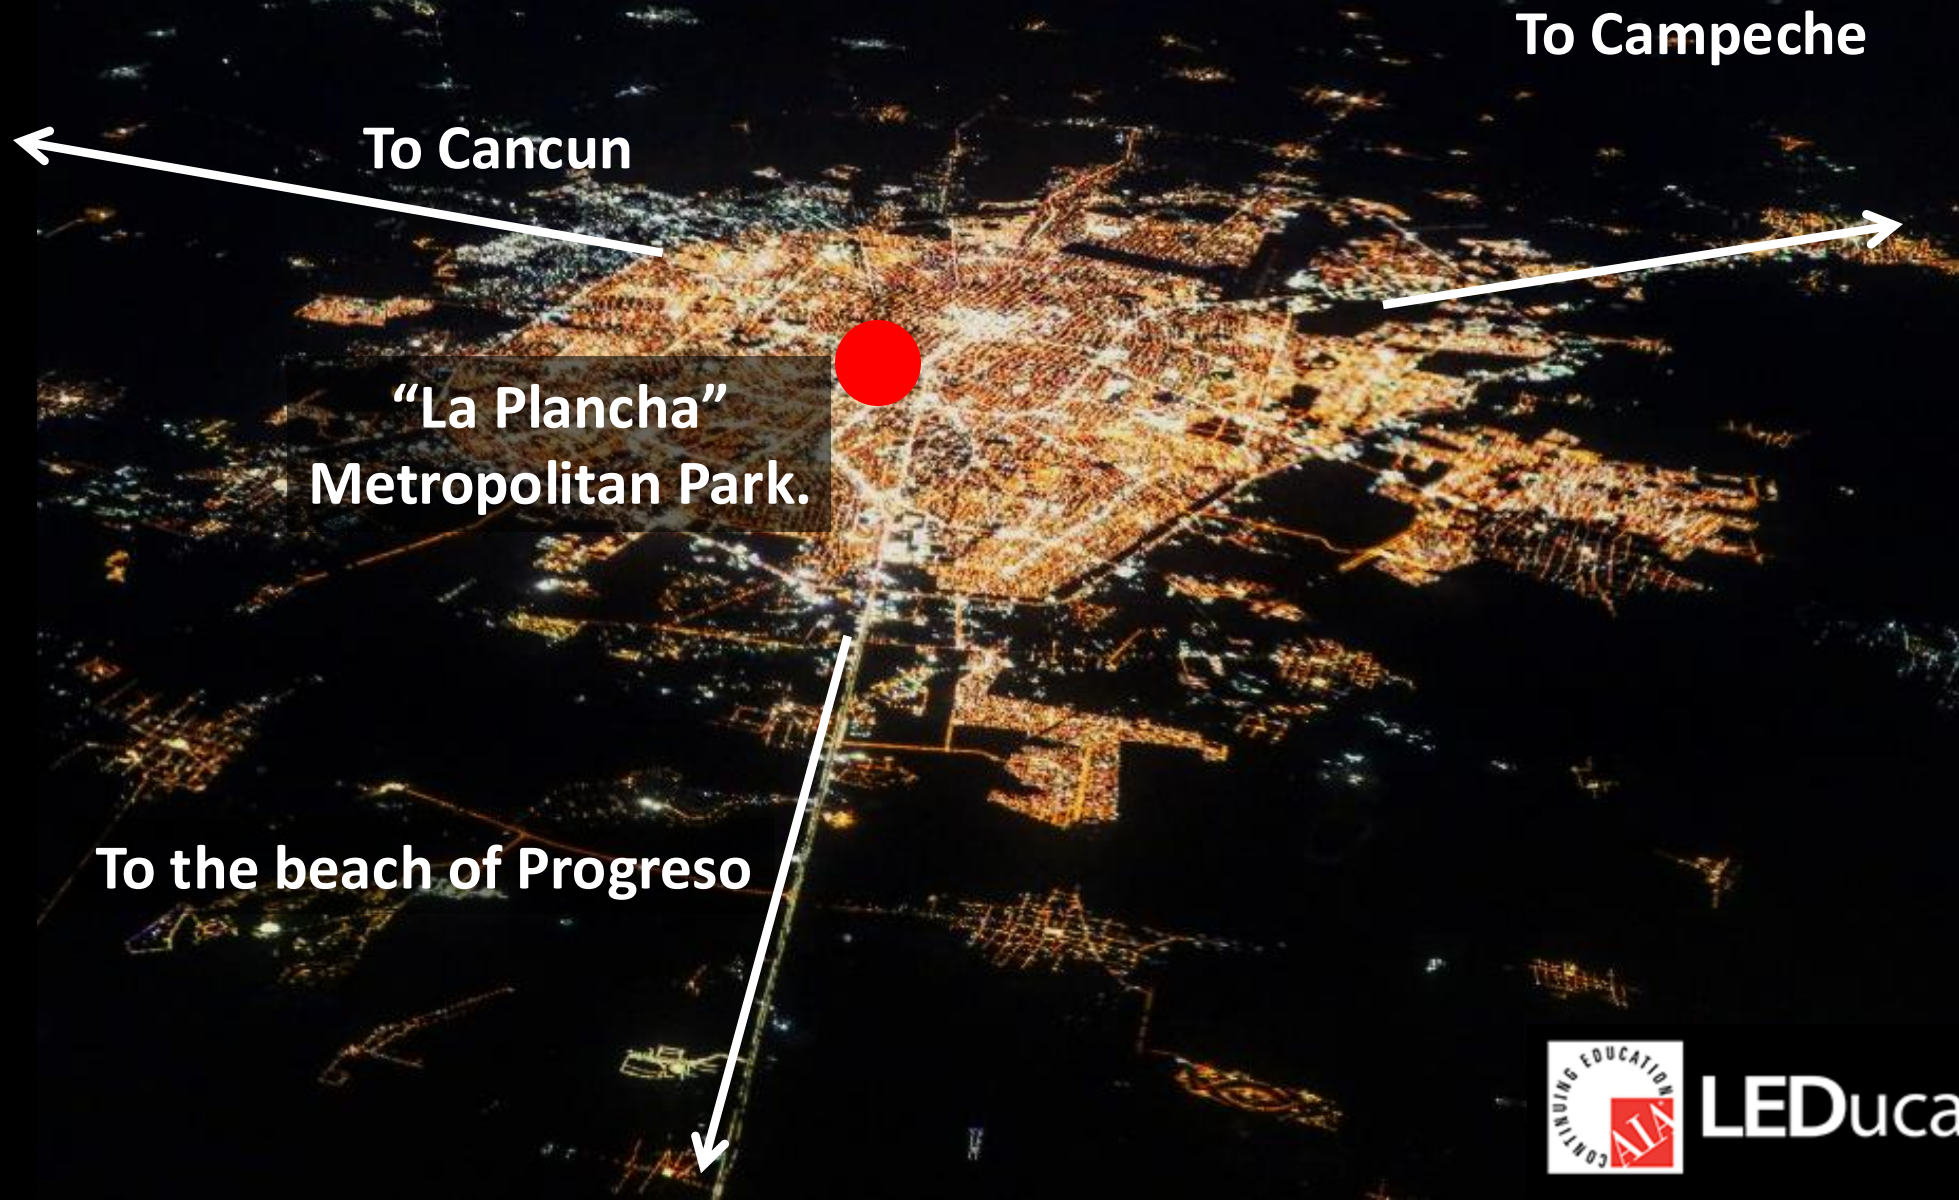 To Campeche
To Cancun
“La Plancha”
Metropolitan Park.
To the beach of Progreso
CONTINUING EDUCATION
AIA
LEDuca